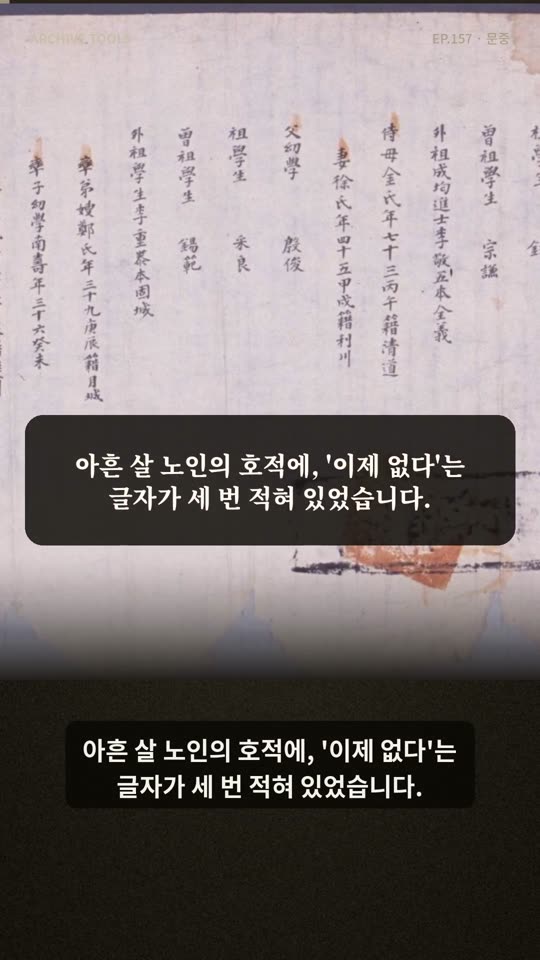 ARCHIVE TOOLS
EP.157 · 문중
曾祖學生 宗謙
外祖成均進士李敬五本全義
侍母金氏年七十三丙午籍清道
妻徐氏年四十五甲戌籍利川
父幼學 殷俊
祖學生 采良
曾祖學生 錫範
外祖學生李重泰本固城
率弟嫂鄭氏年三十九庚辰籍月城
率子幼學南壽年三十六癸未
아흔 살 노인의 호적에, '이제 없다'는
글자가 세 번 적혀 있었습니다.
아흔 살 노인의 호적에, '이제 없다'는
글자가 세 번 적혀 있었습니다.